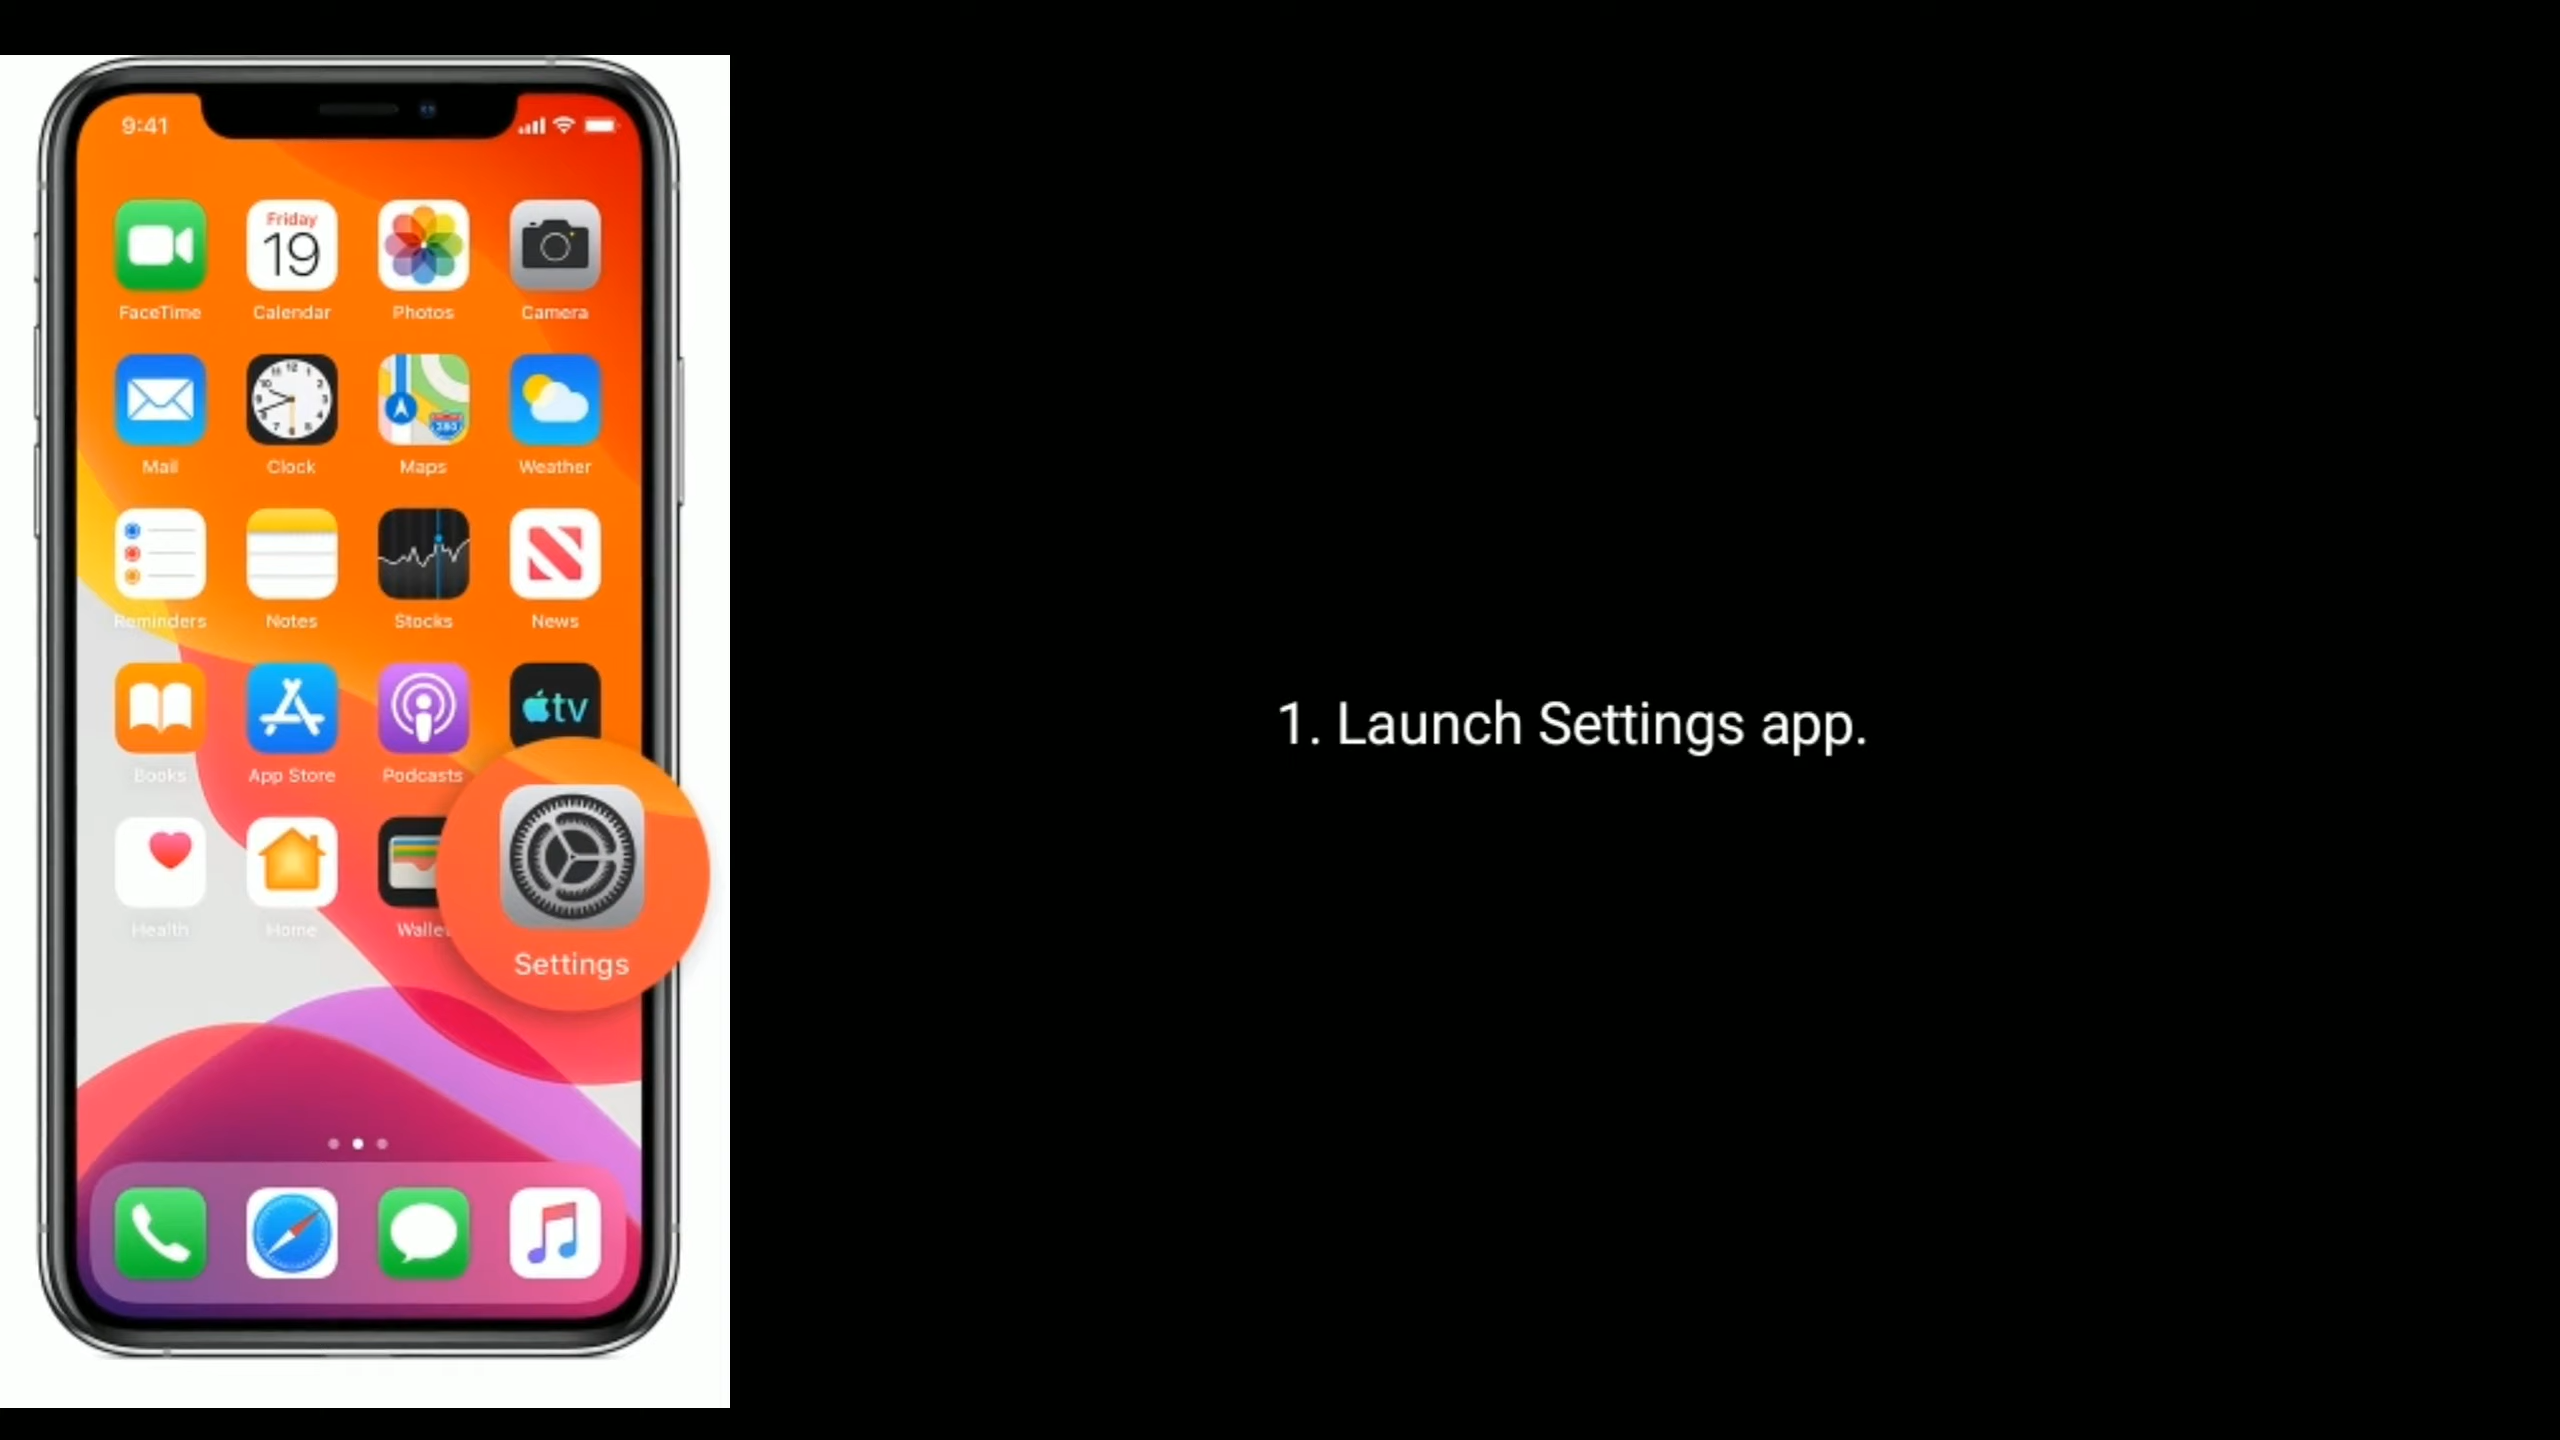 9:41
Friday
19
FaceTime
Calendar
Photos
Camera
Mail
Clock
Maps
Weather
Reminders
Notes
Stocks
News
tv
Books
App Store
Podcasts
Health
Home
Walle
Settings
1. Launch Settings app.